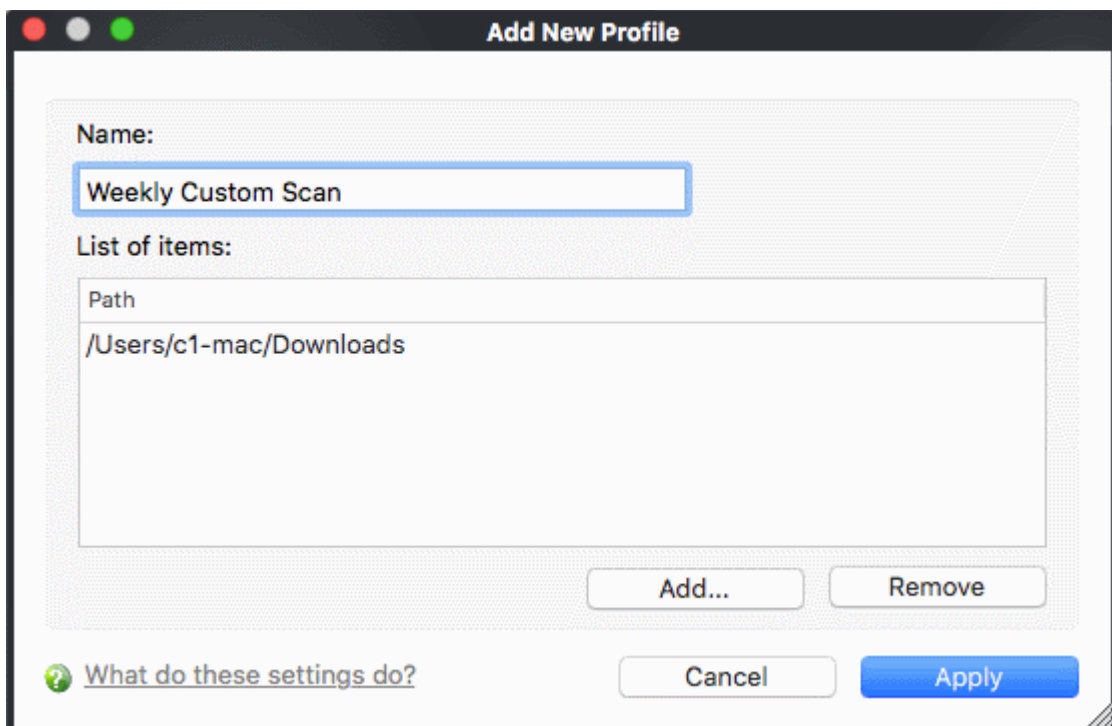 Add New Profile
Name:
Weekly Custom Scan
List of items:
Path
/Users/c1-mac/Downloads
Add...
Remove
What do these settings do?
Cancel
Apply